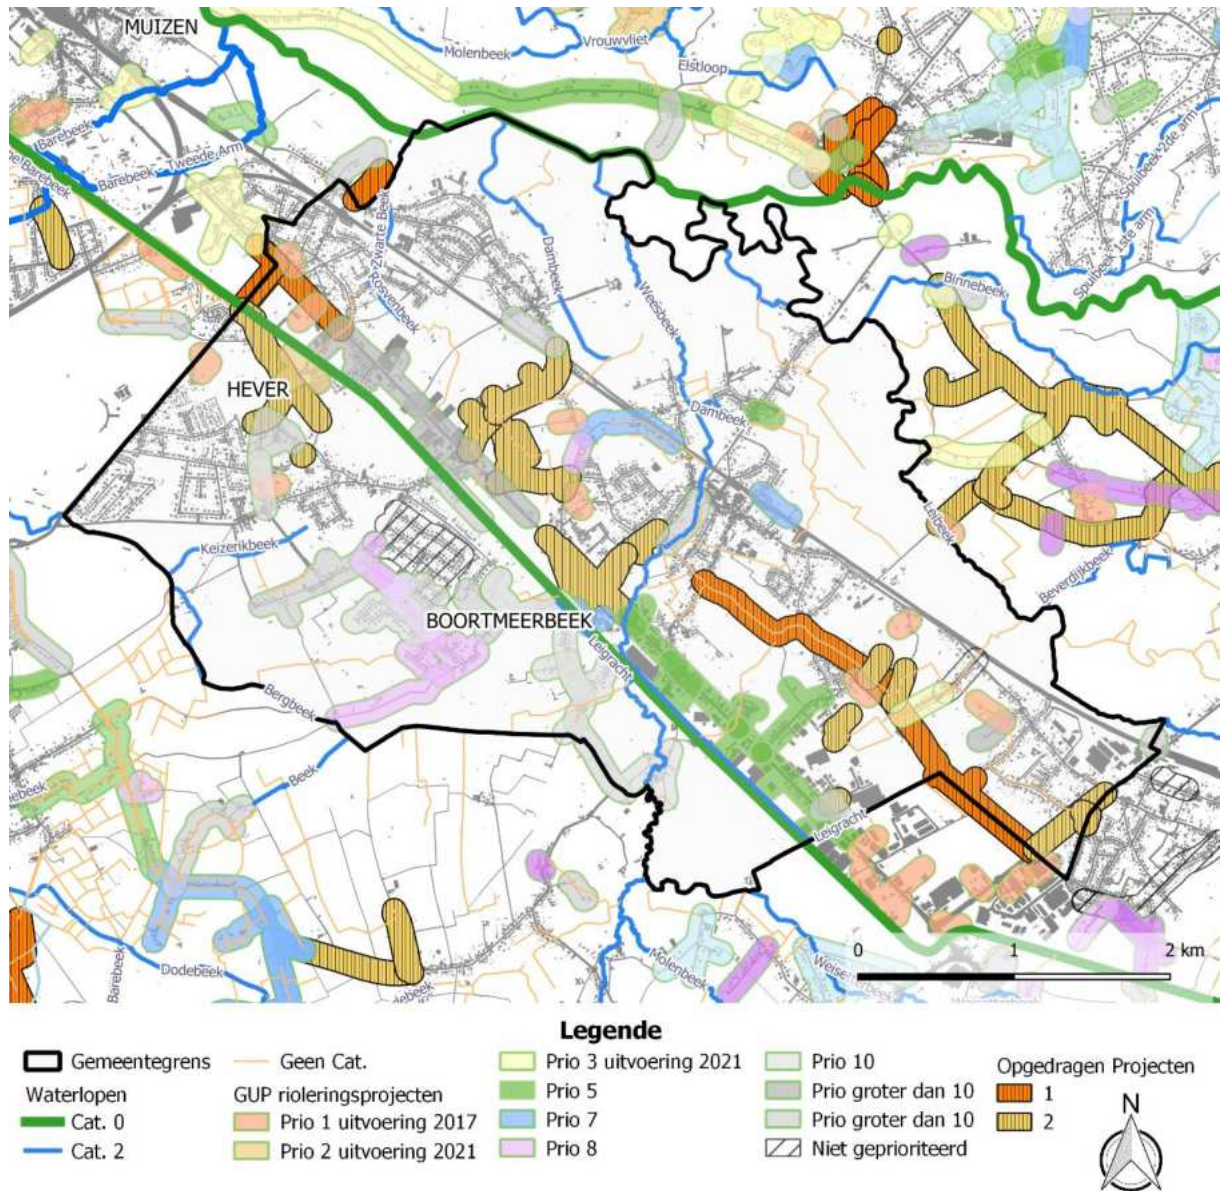 MUIZEN
Molenbeek
Vrouwvliet
Elstloop
Barebeek
Barebeek - Tweede Arm
Barebeek
Spuibeek 2de arm
Zwarte Beek
Dambeek
Spuibeek 1ste arm
Weesbeek
Binnebeek
HEVER
Dambeek
Leibeek
Keizerikbeek
Beverdijkbeek
BOORTMEERBEEK
Leigracht
Bergbeek
Beek
Leigracht
Barebeek
Dodebeek
Molenbeek
0 1 2 km
Legende
Gemeentegrens
Waterlopen
Cat. 0
Cat. 2
Geen Cat.
GUP rioleringsprojecten
Prio 1 uitvoering 2017
Prio 2 uitvoering 2021
Prio 3 uitvoering 2021
Prio 5
Prio 7
Prio 8
Prio 10
Prio groter dan 10
Prio groter dan 10
Niet geprioriteerd
Opgedragen Projecten
1
2
N